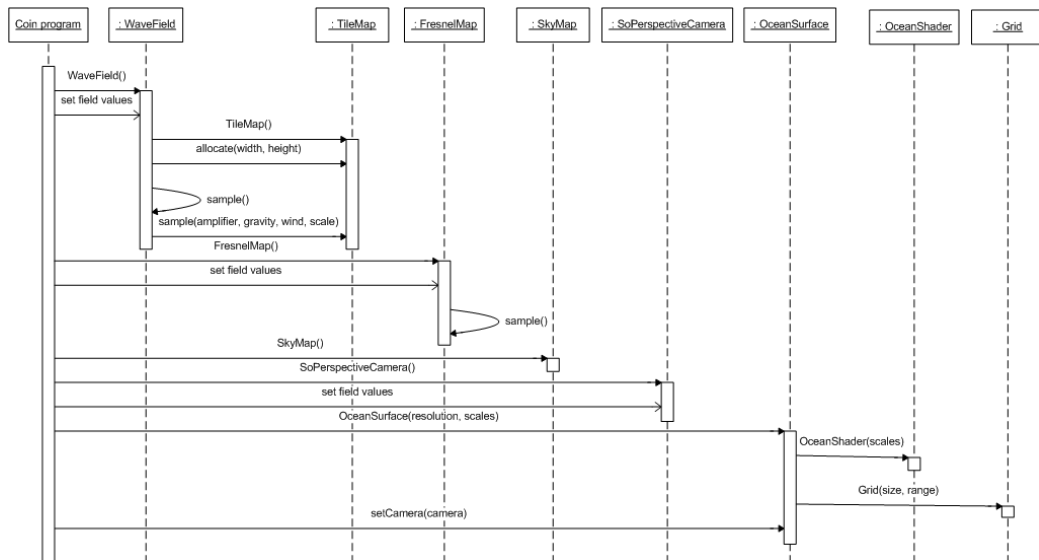 Coin program
: WaveField
: TileMap
: FresnelMap
: SkyMap
: SoPerspectiveCamera
: OceanSurface
: OceanShader
: Grid
WaveField()
set field values
TileMap()
allocate(width, height)
sample()
sample(amplifier, gravity, wind, scale)
FresnelMap()
set field values
sample()
SkyMap()
SoPerspectiveCamera()
set field values
OceanSurface(resolution, scales)
OceanShader(scales)
Grid(size, range)
setCamera(camera)